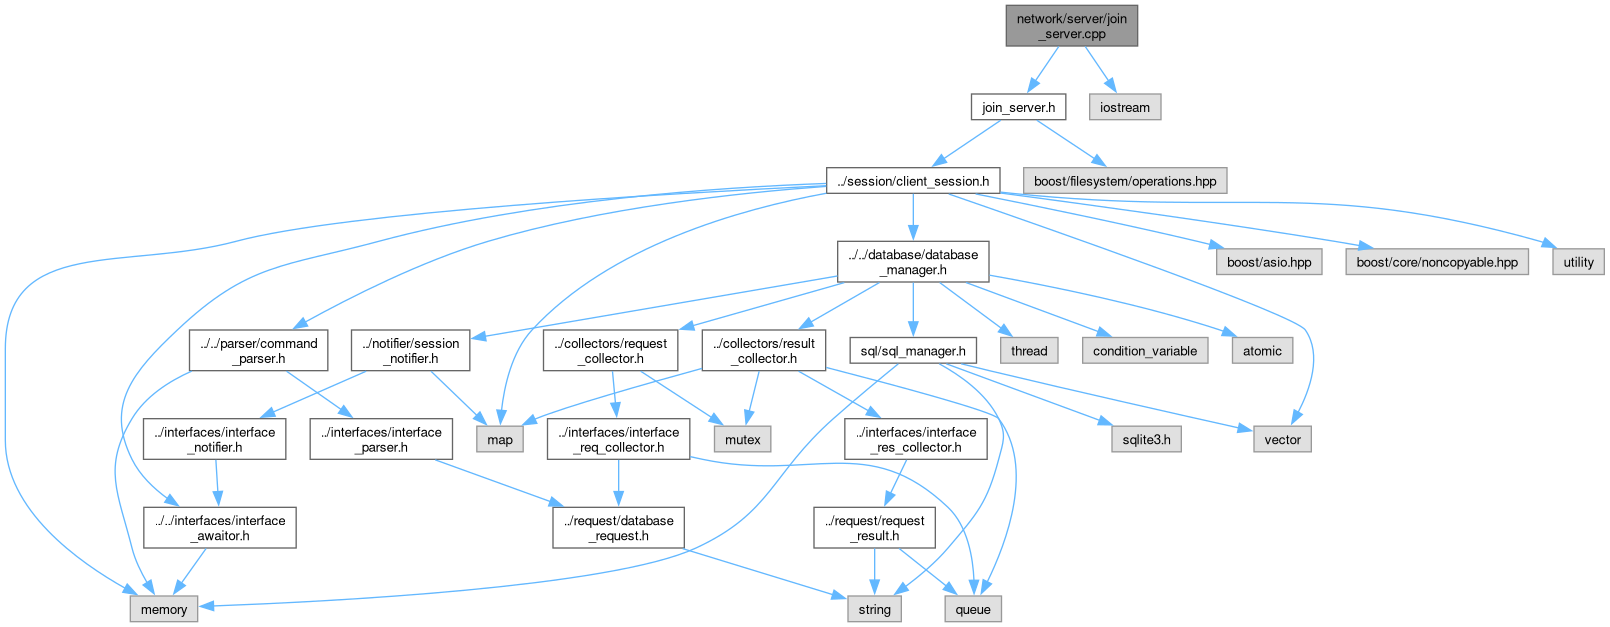 network/server/join
_server.cpp
join_server.h
iostream
../session/client_session.h
boost/filesystem/operations.hpp
../../database/database
_manager.h
boost/asio.hpp
boost/core/noncopyable.hpp
utility
../../parser/command
_parser.h
../notifier/session
_notifier.h
../collectors/request
_collector.h
../collectors/result
_collector.h
sql/sql_manager.h
thread
condition_variable
atomic
../interfaces/interface
_notifier.h
../interfaces/interface
_parser.h
map
../interfaces/interface
_req_collector.h
mutex
../interfaces/interface
_res_collector.h
sqlite3.h
vector
../../interfaces/interface
_awaitor.h
../request/database
_request.h
../request/request
_result.h
memory
string
queue